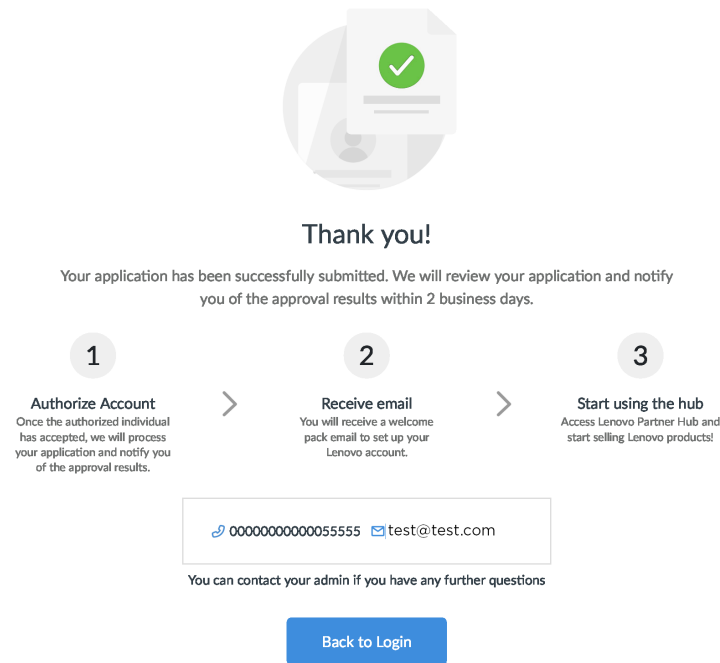 Thank you!
Your application has been successfully submitted. We will review your application and notify
you of the approval results within 2 business days.
1
Authorize Account
Once the authorized individual
has accepted, we will process
your application and notify you
of the approval results.
2
Receive email
You will receive a welcome
pack email to set up your
Lenovo account.
3
Start using the hub
Access Lenovo Partner Hub and
start selling Lenovo products!
00000000000055555 test@test.com
You can contact your admin if you have any further questions
Back to Login